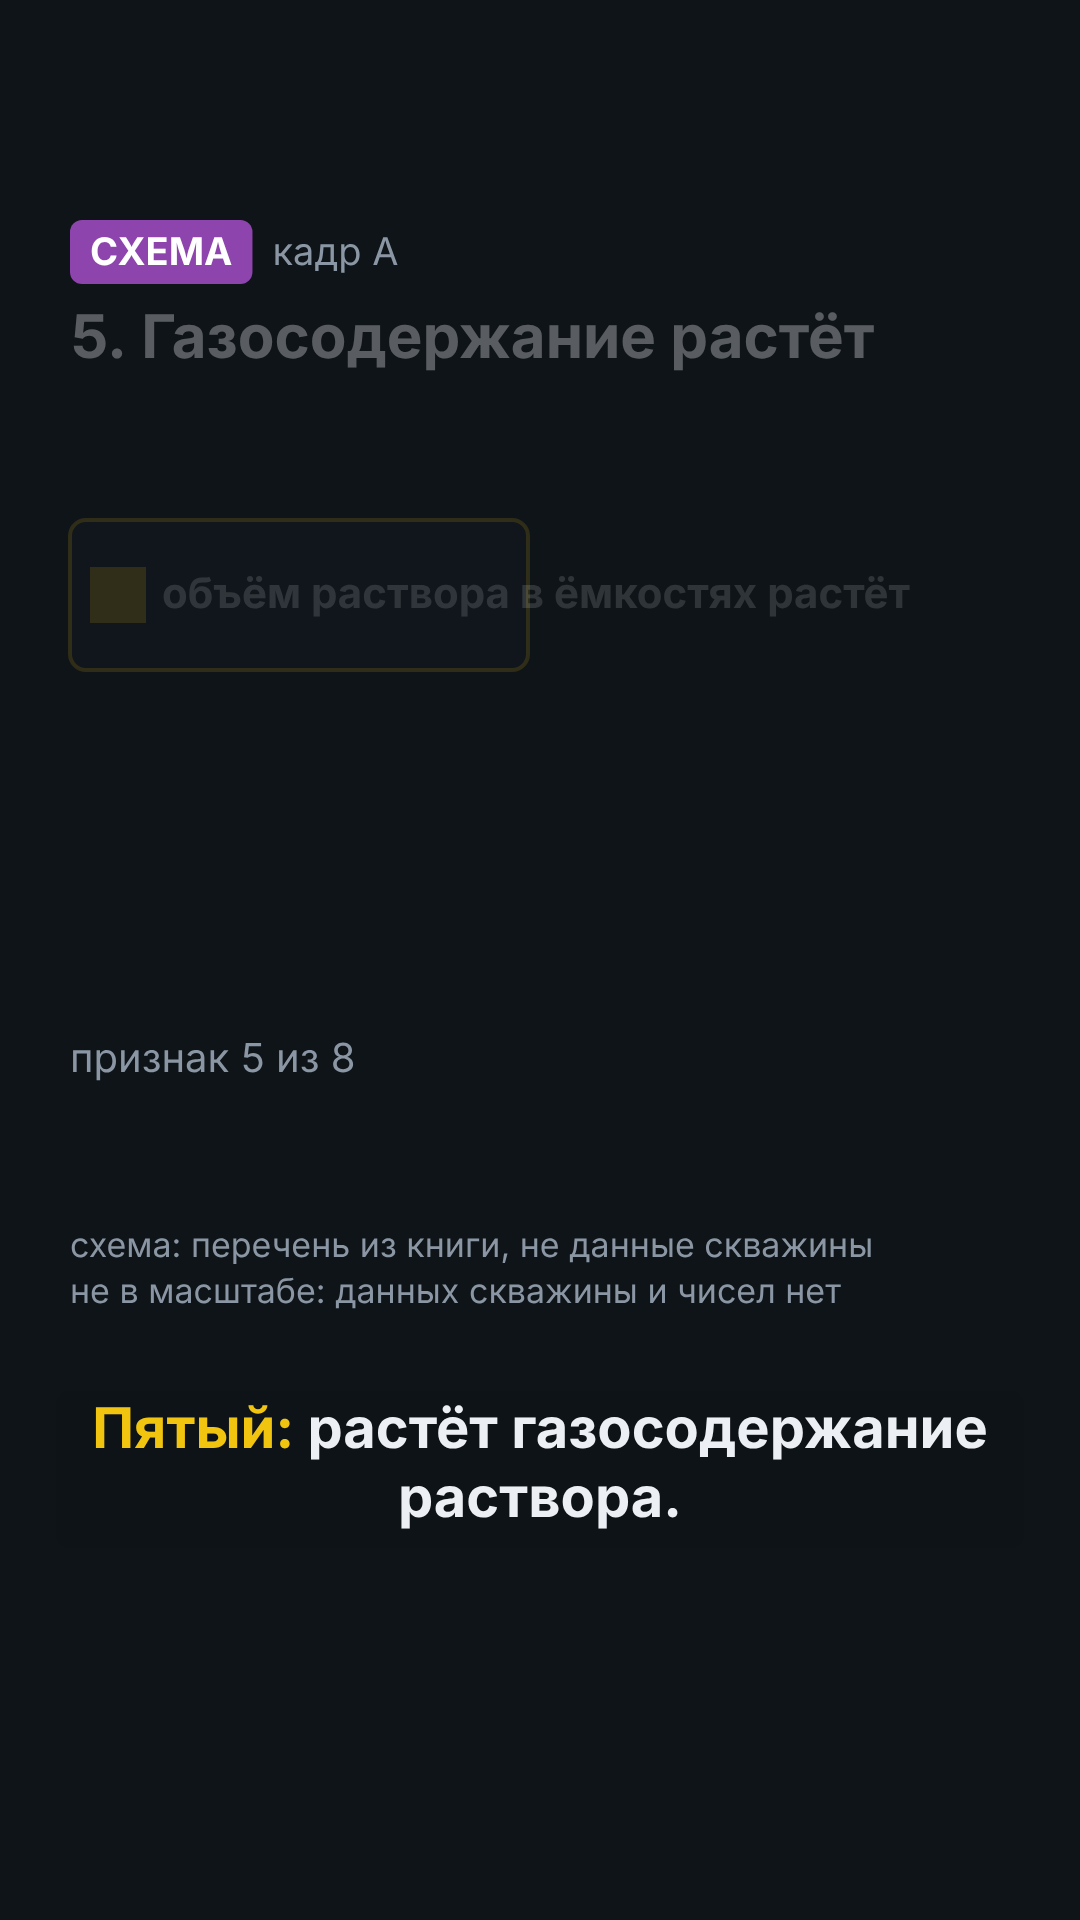 СХЕМА кадр А
5. Газосодержание растёт
объём раствора в ёмкостях растёт
признак 5 из 8
схема: перечень из книги, не данные скважины
не в масштабе: данных скважины и чисел нет
Пятый: растёт газосодержание
раствора.